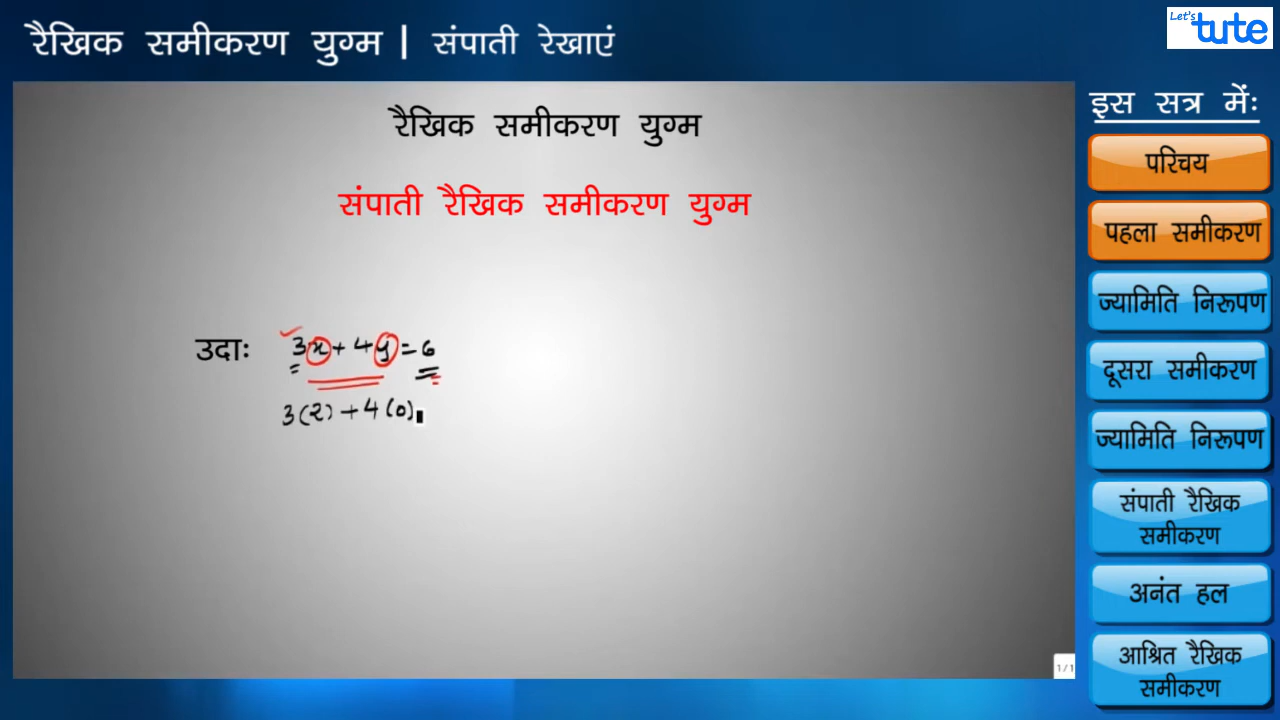 रैखिक समीकरण युग्म | संपाती रेखाएं
Let's tute
इस सत्र में:
रैखिक समीकरण युग्म
संपाती रैखिक समीकरण युग्म
उदाः 3x + 4y = 6
3(2) + 4(0)
1/1
परिचय
पहला समीकरण
ज्यामिति निरूपण
दूसरा समीकरण
ज्यामिति निरूपण
संपाती रैखिक
समीकरण
अनंत हल
आश्रित रैखिक
समीकरण